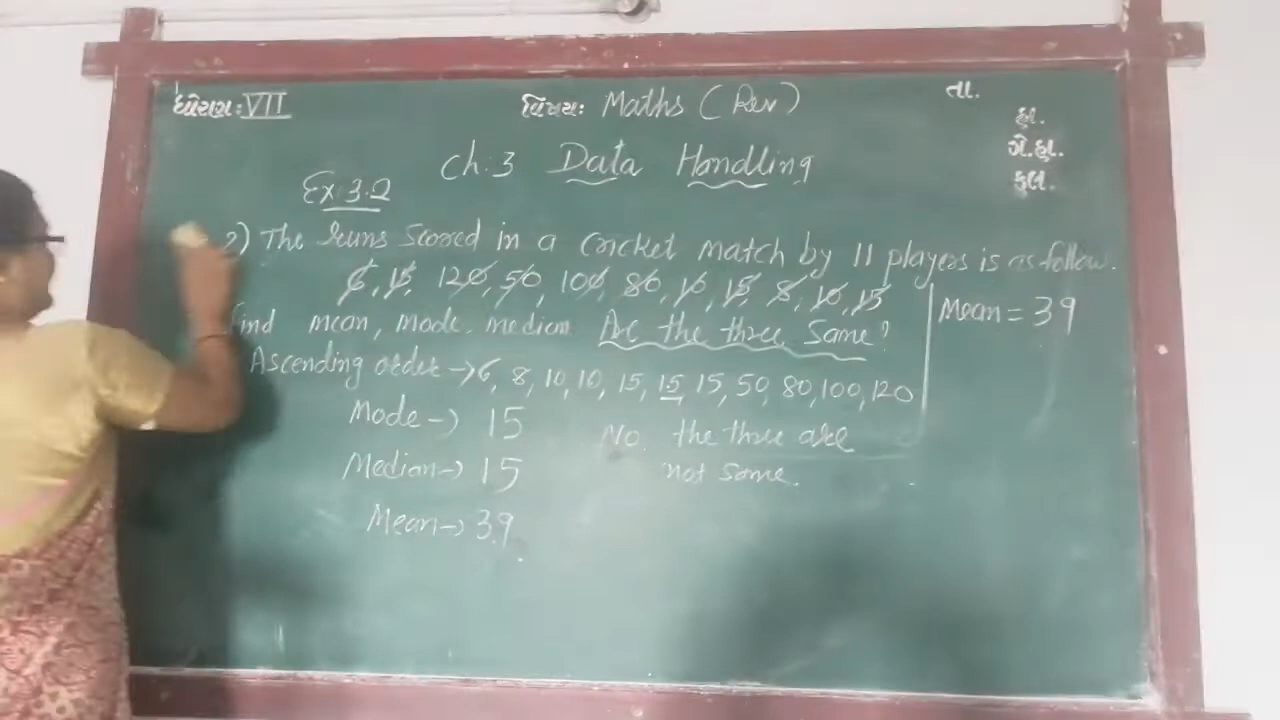 ધોરણ: VII
વિષય: Maths (Rev)
તા.
હા.
ગે.હા.
કુલ.
Ch.3 Data Handling
Ex. 3.2
2) The runs scored in a cricket match by 11 players is as follow.
6, 15, 120, 50, 100, 80, 10, 15, 8, 10, 15
find mean, mode. median Are the three same?
Mean = 39
Ascending order → 6, 8, 10, 10, 15, 15, 15, 50, 80, 100, 120
Mode → 15
No. the three are
not same.
Median → 15
Mean → 39